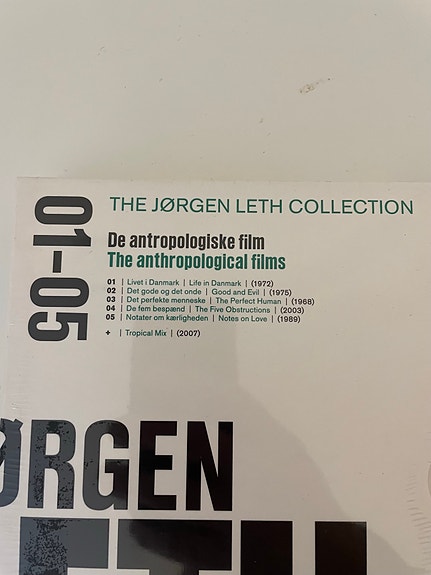 01–05
THE JØRGEN LETH COLLECTION
De antropologiske film
The anthropological films
01 | Livet i Danmark | Life in Danmark | (1972)
02 | Det gode og det onde | Good and Evil | (1975)
03 | Det perfekte menneske | The Perfect Human | (1968)
04 | De fem bespænd | The Five Obstructions | (2003)
05 | Notater om kærligheden | Notes on Love | (1989)
+ | Tropical Mix | (2007)
ØRGEN
ETH